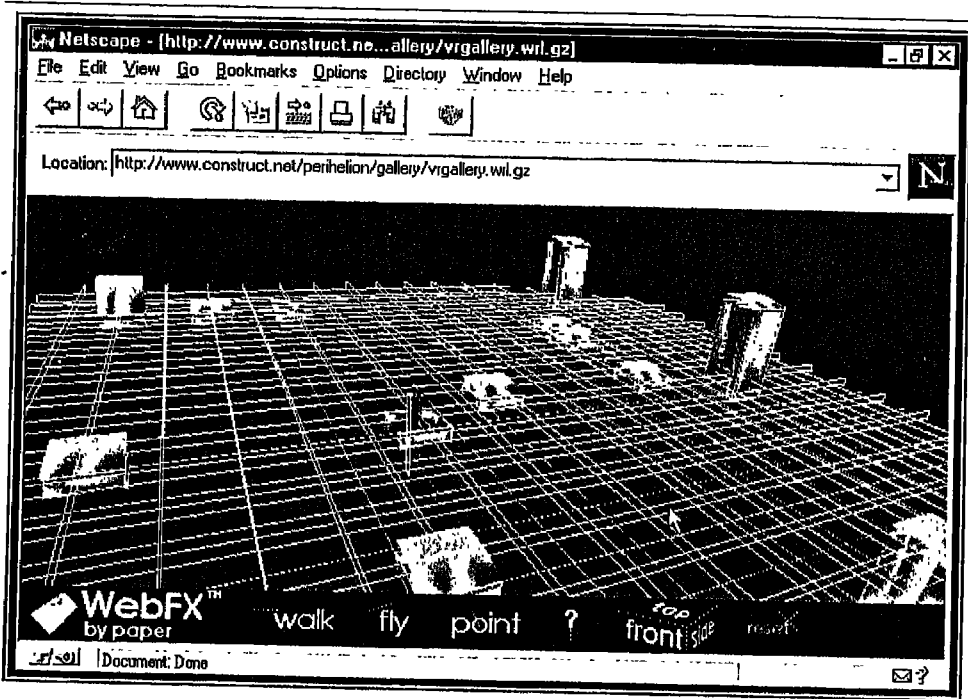 Netscape - [http://www.construct.ne...allery/vrgallery.wrl.gz]
File Edit View Go Bookmarks Options Directory Window Help
Location: http://www.construct.net/perihelion/gallery/vrgallery.wrl.gz
N
WebFX™
by paper
walk fly point ? top front side reset
Document: Done
?